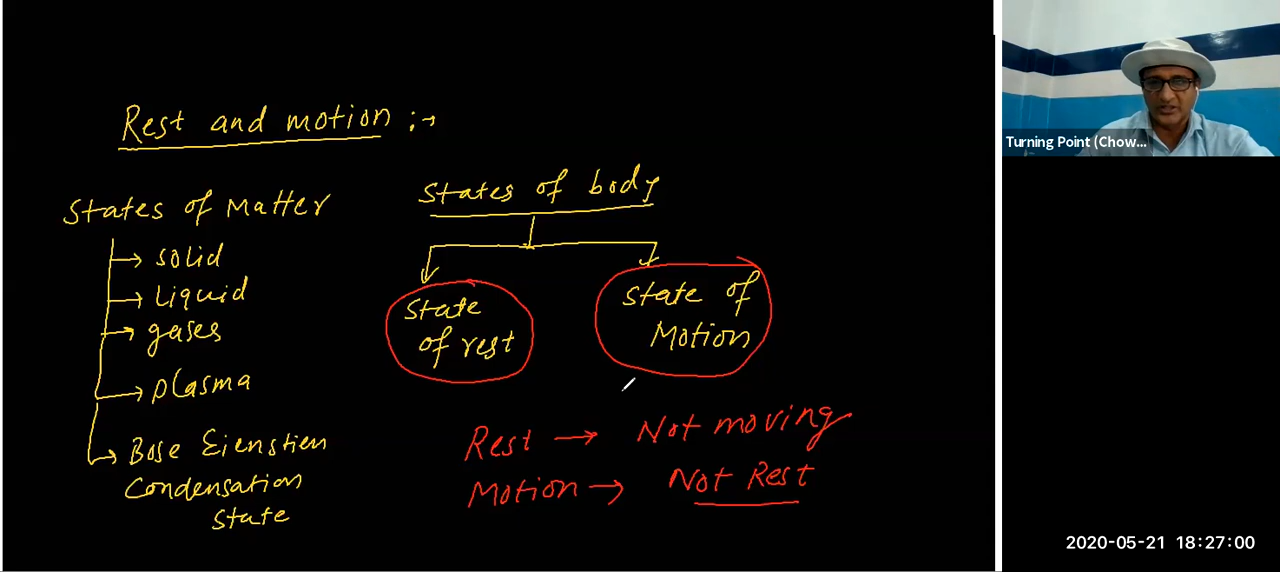 Rest and motion :→
States of Matter
solid
Liquid
gases
plasma
Bose Eienstien
Condensation
State
States of body
State
of rest
State of
Motion
Rest → Not moving
Motion → Not Rest
Turning Point (Chow...
2020-05-21 18:27:00